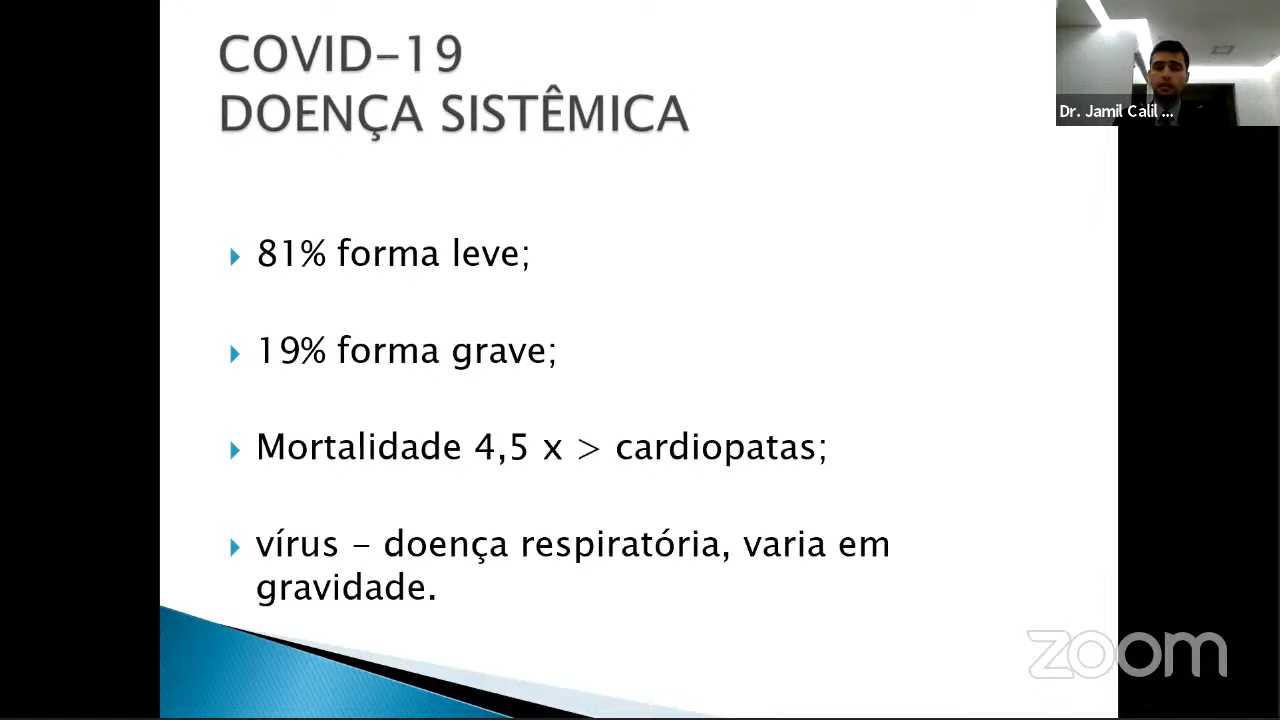 COVID-19
DOENÇA SISTÊMICA
Dr. Jamil Calil ...
81% forma leve;
19% forma grave;
Mortalidade 4,5 x > cardiopatas;
vírus - doença respiratória, varia em
gravidade.
zoom